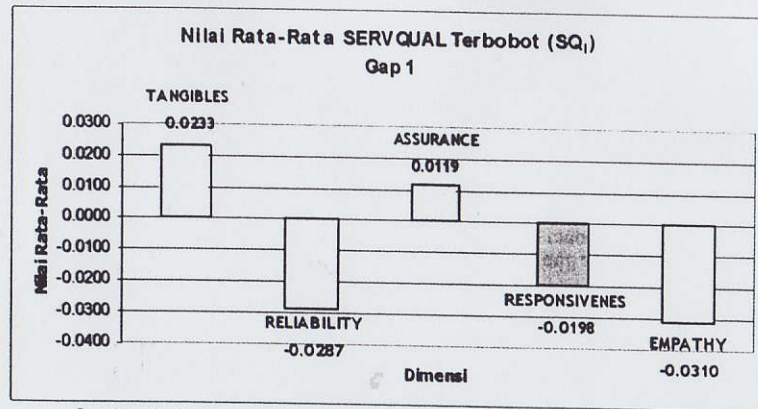 Nilai Rata-Rata SERVQUAL Terbobot (SQI)
Gap 1
TANGIBLES
0.0233
ASSURANCE
0.0119
0.0300
0.0200
0.0100
0.0000
-0.0100
-0.0200
-0.0300
-0.0400
Nilai Rata-Rata
RELIABILITY
-0.0287
RESPONSIVENES
-0.0198
EMPATHY
-0.0310
Dimensi